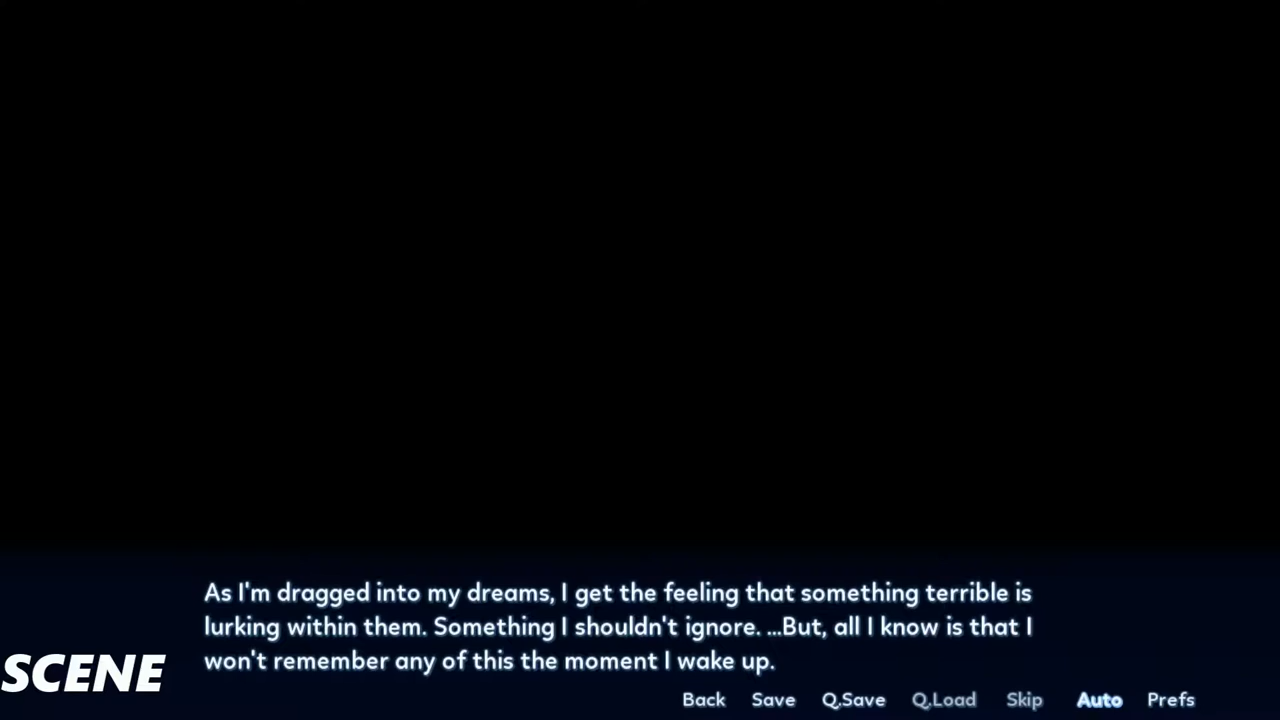 As I'm dragged into my dreams, I get the feeling that something terrible is
lurking within them. Something I shouldn't ignore. ...But, all I know is that I
won't remember any of this the moment I wake up.
SCENE
Back Save Q.Save Q.Load Skip Auto Prefs